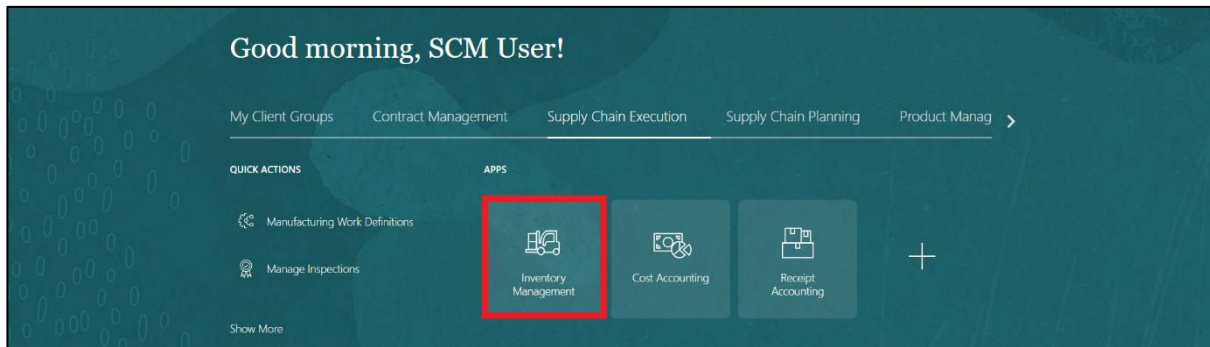 Good morning, SCM User!
My Client Groups Contract Management Supply Chain Execution Supply Chain Planning Product Manag
QUICK ACTIONS
APPS
Manufacturing Work Definitions
Manage Inspections
Show More
Inventory
Management
Cost Accounting
Receipt
Accounting